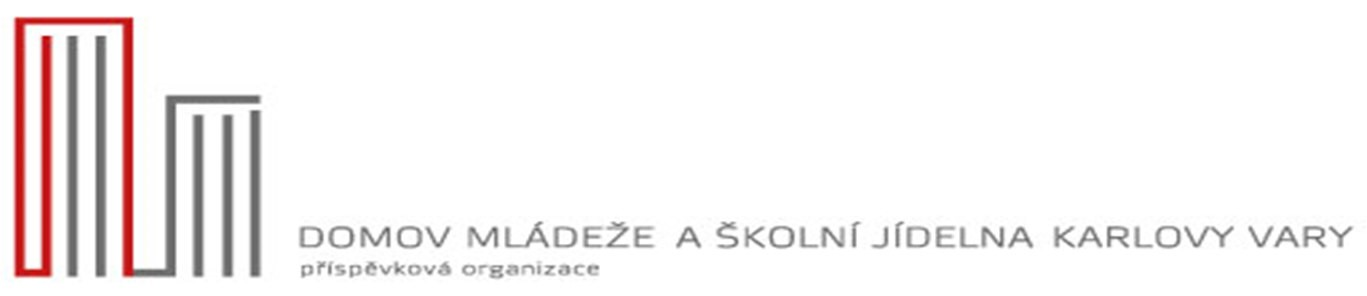 DOMOV MLÁDEŽE A ŠKOLNÍ JÍDELNA KARLOVY VARY
příspěvková organizace